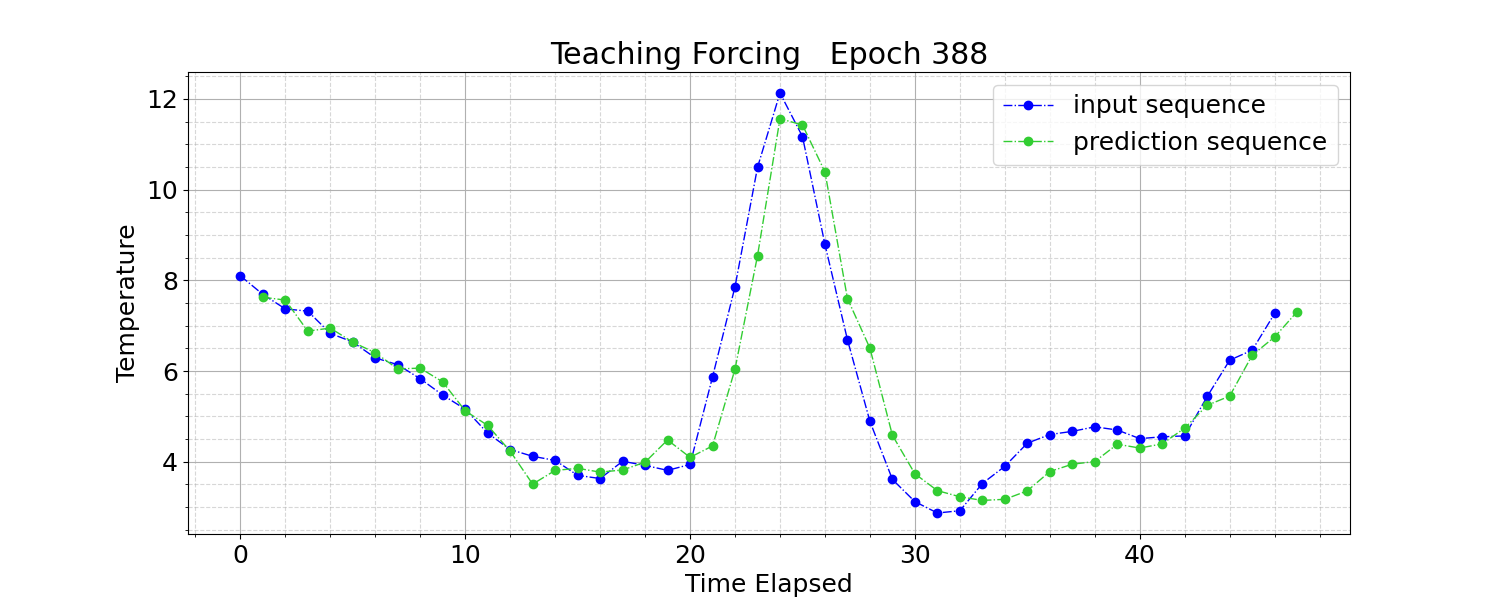 Teaching Forcing   Epoch 388
input sequence
prediction sequence
12
10
8
6
4
Temperature
0 10 20 30 40
Time Elapsed